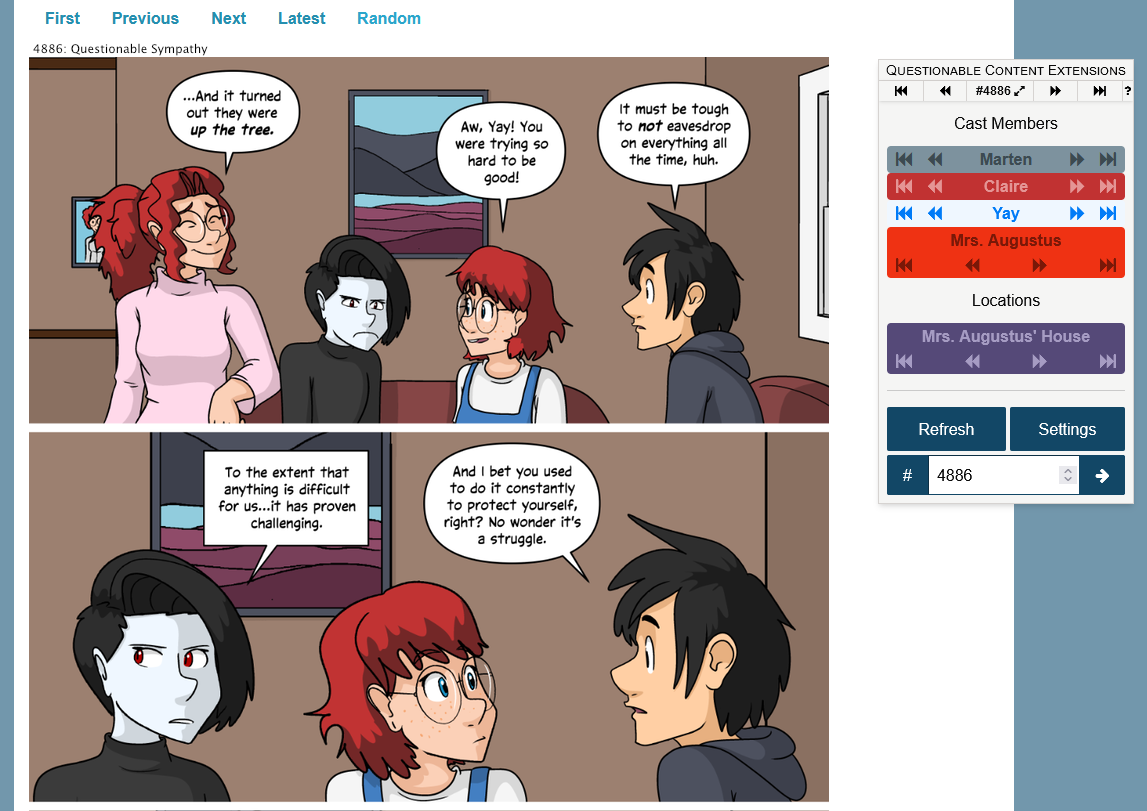 First Previous Next Latest Random
4886: Questionable Sympathy
...And it turned
out they were
up the tree.
Aw, Yay! You
were trying so
hard to be
good!
It must be tough
to not eavesdrop
on everything all
the time, huh.
To the extent that
anything is difficult
for us...it has proven
challenging.
And I bet you used
to do it constantly
to protect yourself,
right? No wonder it's
a struggle.
Questionable Content Extensions
#4886 ?
Cast Members
Marten
Claire
Yay
Mrs. Augustus
Locations
Mrs. Augustus' House
Refresh Settings
# 4886